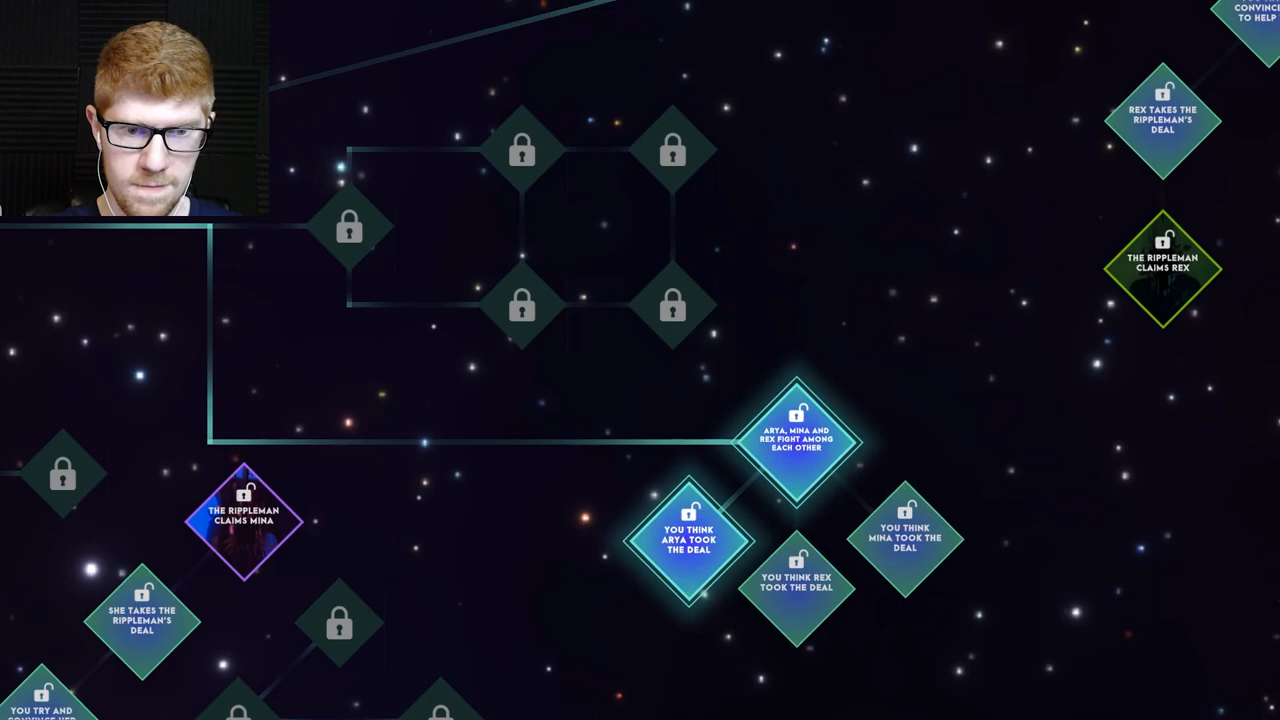 CONVINCE
TO HELP
REX TAKES THE
RIPPLEMAN'S
DEAL
THE RIPPLEMAN
CLAIMS REX
ARYA, MINA AND
REX FIGHT AMONG
EACH OTHER
THE RIPPLEMAN
CLAIMS MINA
YOU THINK
ARYA TOOK
THE DEAL
YOU THINK
MINA TOOK THE
DEAL
YOU THINK REX
TOOK THE DEAL
SHE TAKES THE
RIPPLEMAN'S
DEAL
YOU TRY AND